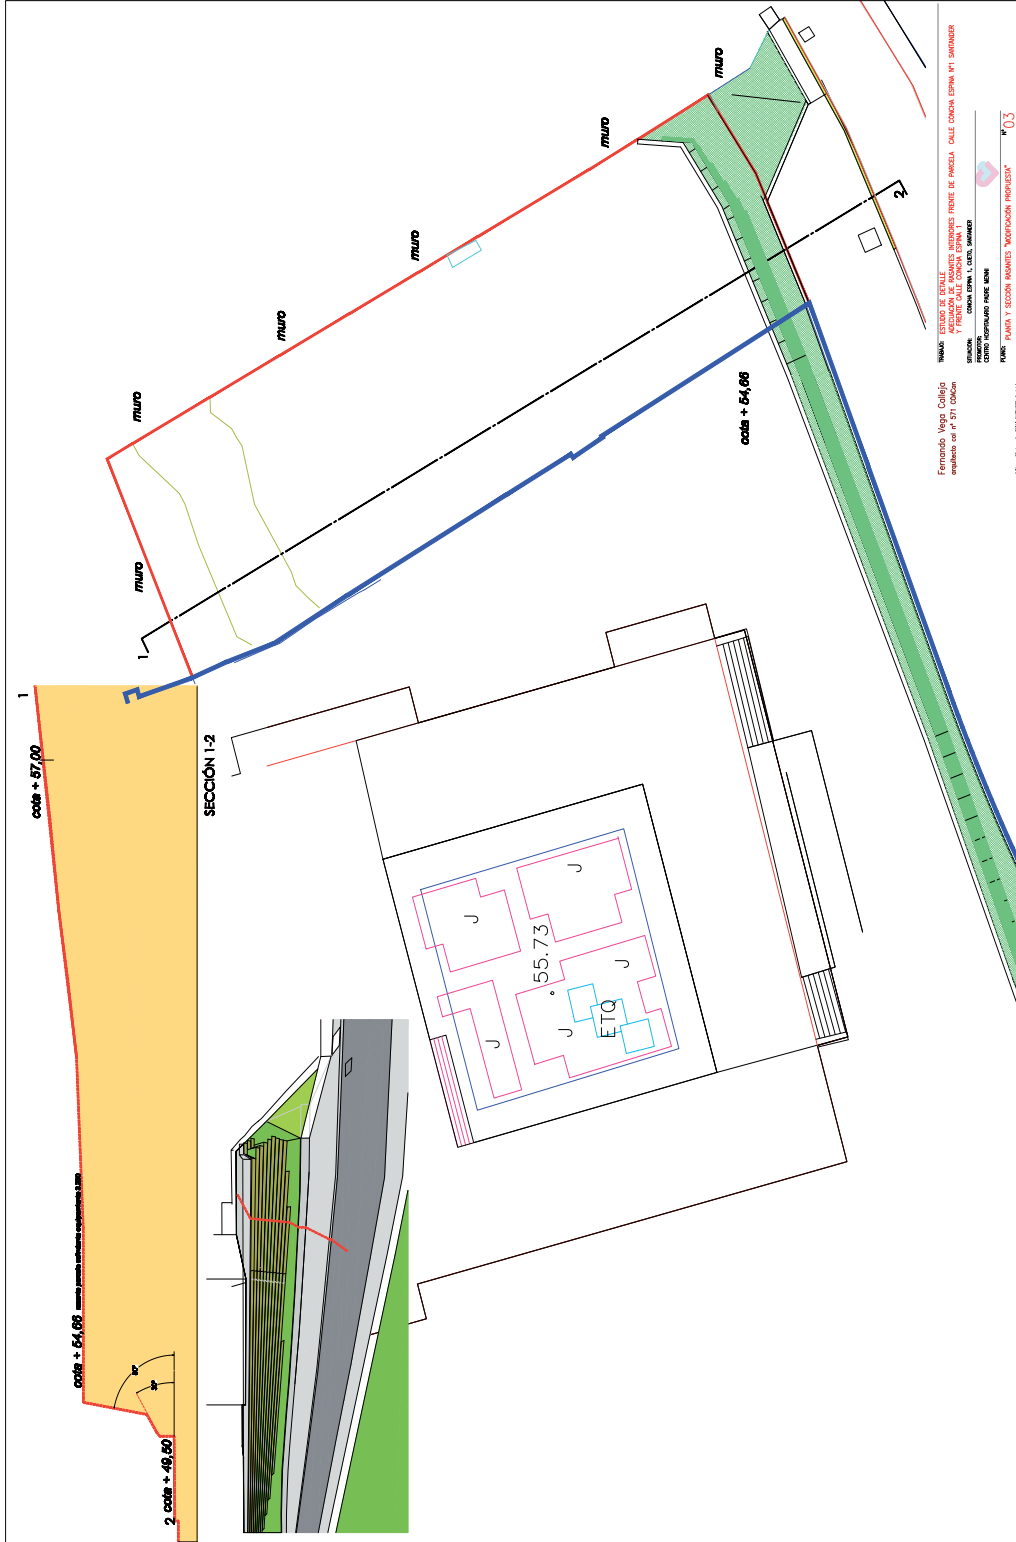 TRABAJO: ESTUDIO DE DETALLE
ADECUACIÓN DE RASANTES INTERIORES FRENTE DE PARCELA CALLE CONCHA ESPINA Nº1 SANTANDER
Y FRENTE CALLE CONCHA ESPINA 1
SITUACIÓN: CONCHA ESPINA 1, CUETO, SANTANDER
PROMOTOR:
CENTRO HOSPITALARIO PADRE MENNI
PLANO: PLANTA Y SECCIÓN RASANTES "MODIFICACIÓN PROPUESTA" Nº 03
Fernando Vega Calleja
arquitecto col nº 571 COACan
muro
muro
muro
muro
muro
muro
1
2
cota + 54,66
1
cota + 57,00
cota + 54,66
60º
30º
2 cota + 49,50
SECCIÓN 1-2
J
J
J
J
J
55.73
ETQ